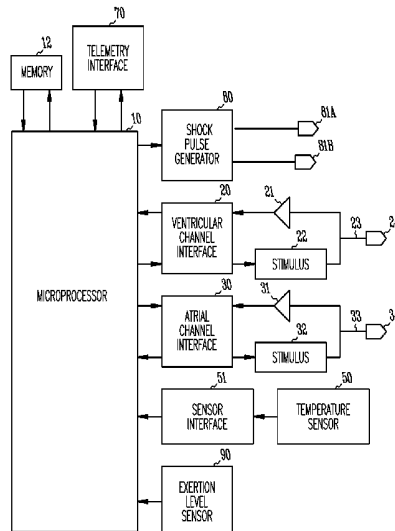 70
12
TELEMETRY
INTERFACE
MEMORY
10
80
81A
SHOCK
PULSE
GENERATOR
81B
20
21
VENTRICULAR
CHANNEL
INTERFACE
22
23
2
STIMULUS
MICROPROCESSOR
30
31
ATRIAL
CHANNEL
INTERFACE
32
33
3
STIMULUS
51
50
SENSOR
INTERFACE
TEMPERATURE
SENSOR
90
EXERTION
LEVEL
SENSOR